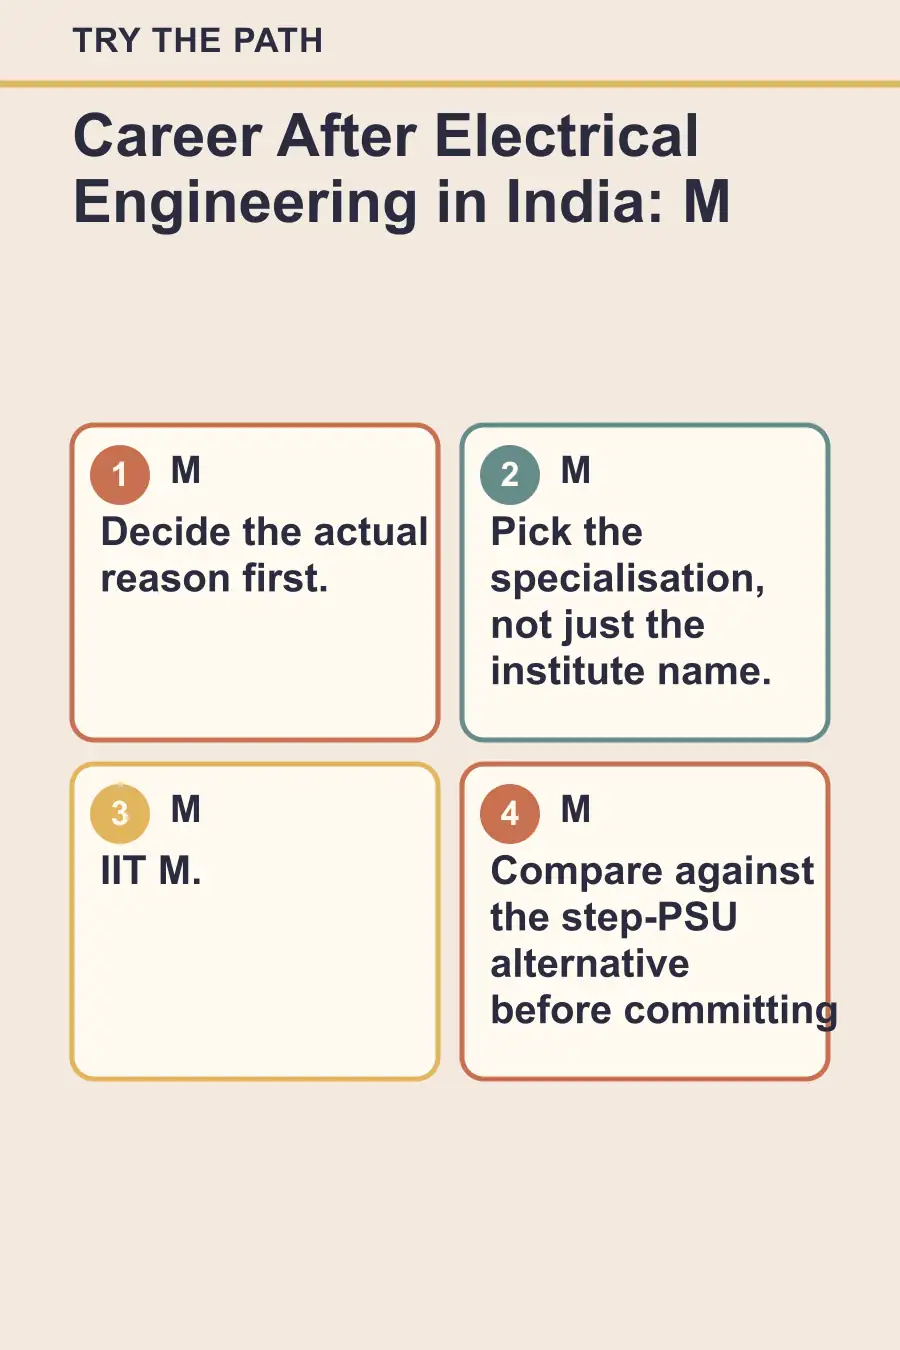 TRY THE PATH
Career After Electrical
Engineering in India: M
1 M
Decide the actual
reason first.
2 M
Pick the
specialisation,
not just the
institute name.
3 M
IIT M.
4 M
Compare against
the step-PSU
alternative
before committing